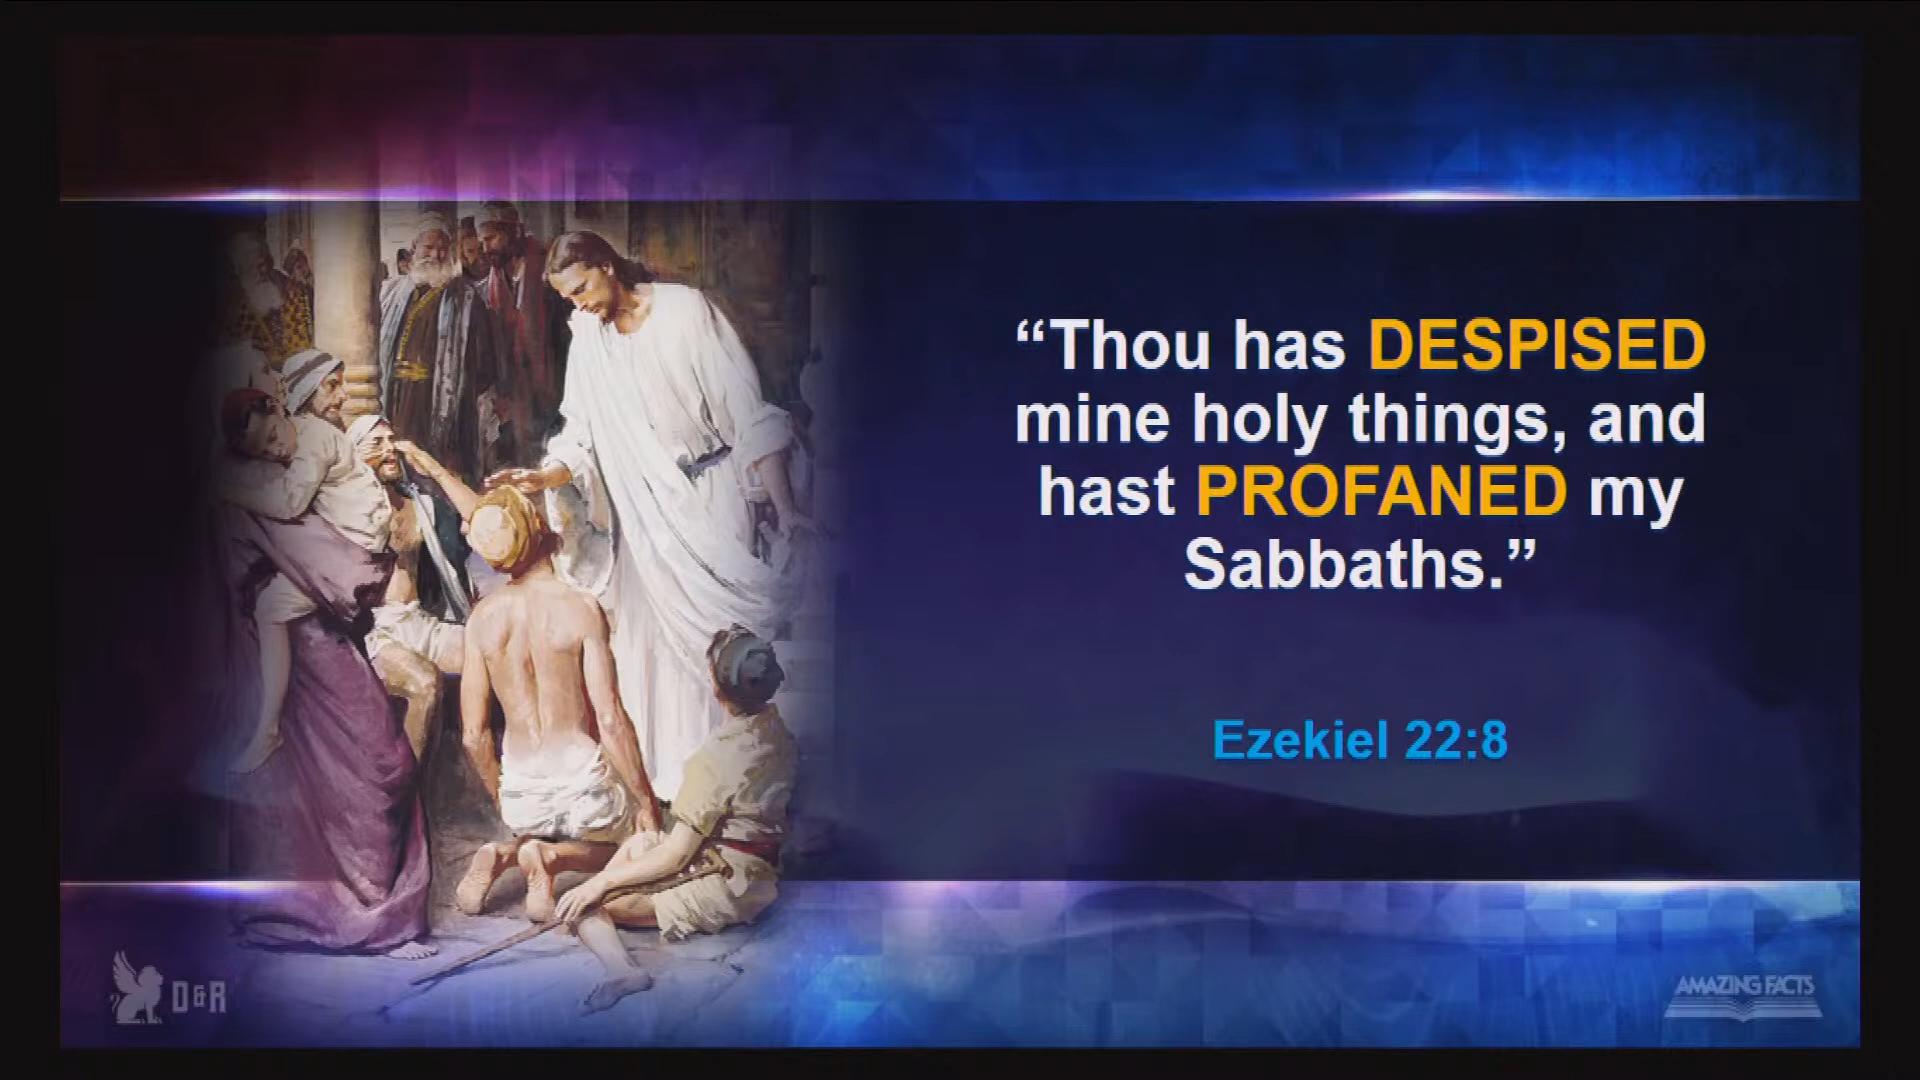 “Thou has DESPISED
mine holy things, and
hast PROFANED my
Sabbaths.”
Ezekiel 22:8
D&R
AMAZING FACTS